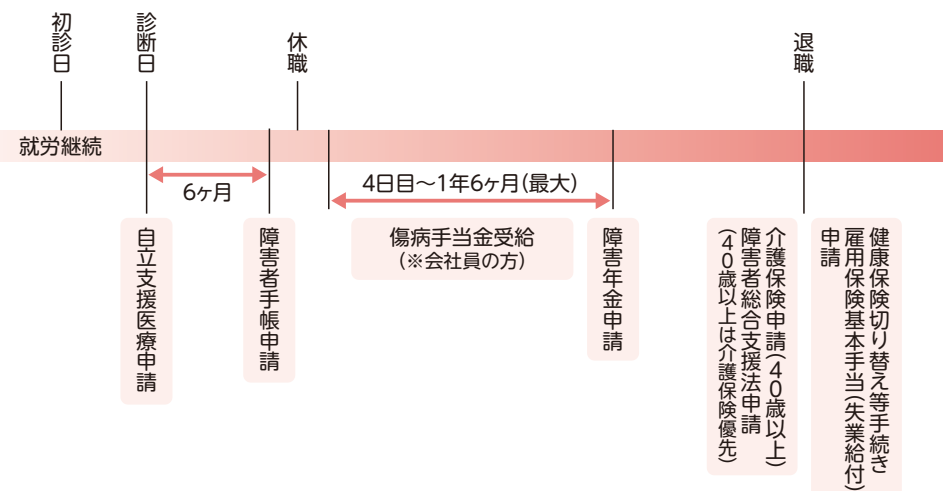 初診日
診断日
休職
退職
就労継続
6ヶ月
4日目～1年6ヶ月(最大)
自立支援医療申請
障害者手帳申請
傷病手当金受給
(※会社員の方)
障害年金申請
介護保険申請(40歳以上)
障害者総合支援法申請
(40歳以上は介護保険優先)
健康保険切り替え等手続き
雇用保険基本手当(失業給付)
申請